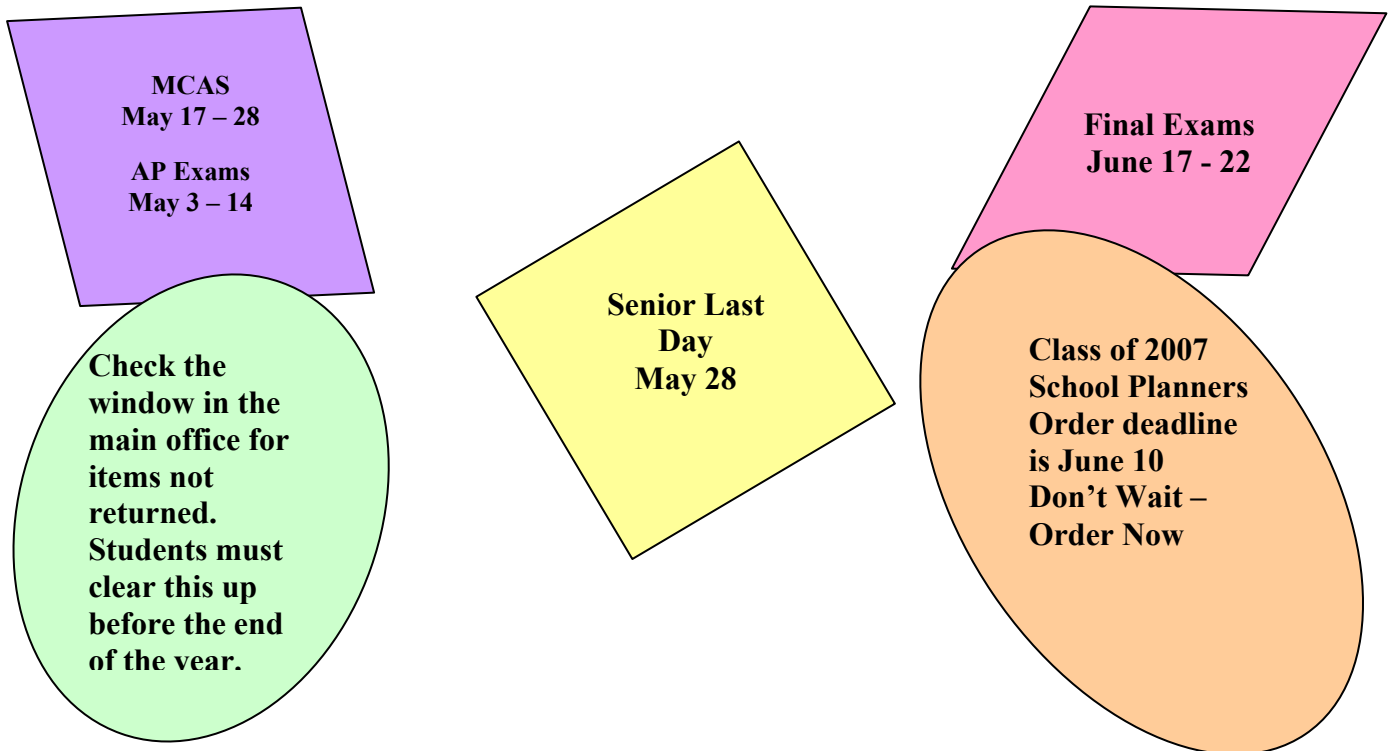 MCAS
May 17 – 28
AP Exams
May 3 – 14
Final Exams
June 17 - 22
Senior Last
Day
May 28
Check the
window in the
main office for
items not
returned.
Students must
clear this up
before the end
of the year.
Class of 2007
School Planners
Order deadline
is June 10
Don’t Wait –
Order Now